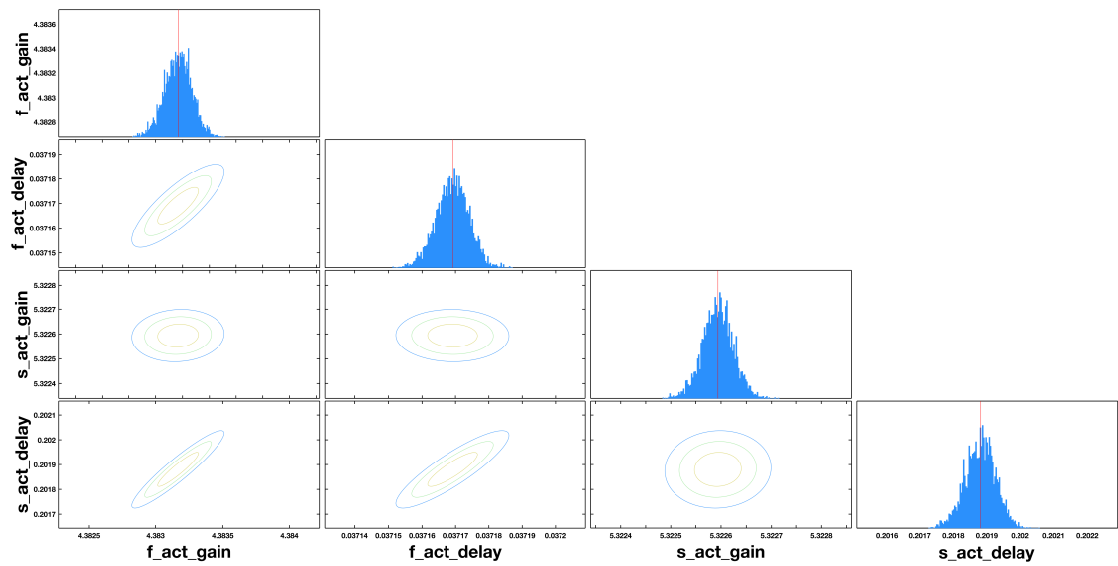 f_act_gain
4.3836
4.3834
4.3832
4.383
4.3828
f_act_delay
0.03719
0.03718
0.03717
0.03716
0.03715
s_act_gain
5.3228
5.3227
5.3226
5.3225
5.3224
s_act_delay
0.2021
0.202
0.2019
0.2018
0.2017
4.3825 4.383 4.3835 4.384
0.03714 0.03715 0.03716 0.03717 0.03718 0.03719 0.0372
5.3224 5.3225 5.3226 5.3227 5.3228
0.2016 0.2017 0.2018 0.2019 0.202 0.2021 0.2022
f_act_gain f_act_delay s_act_gain s_act_delay